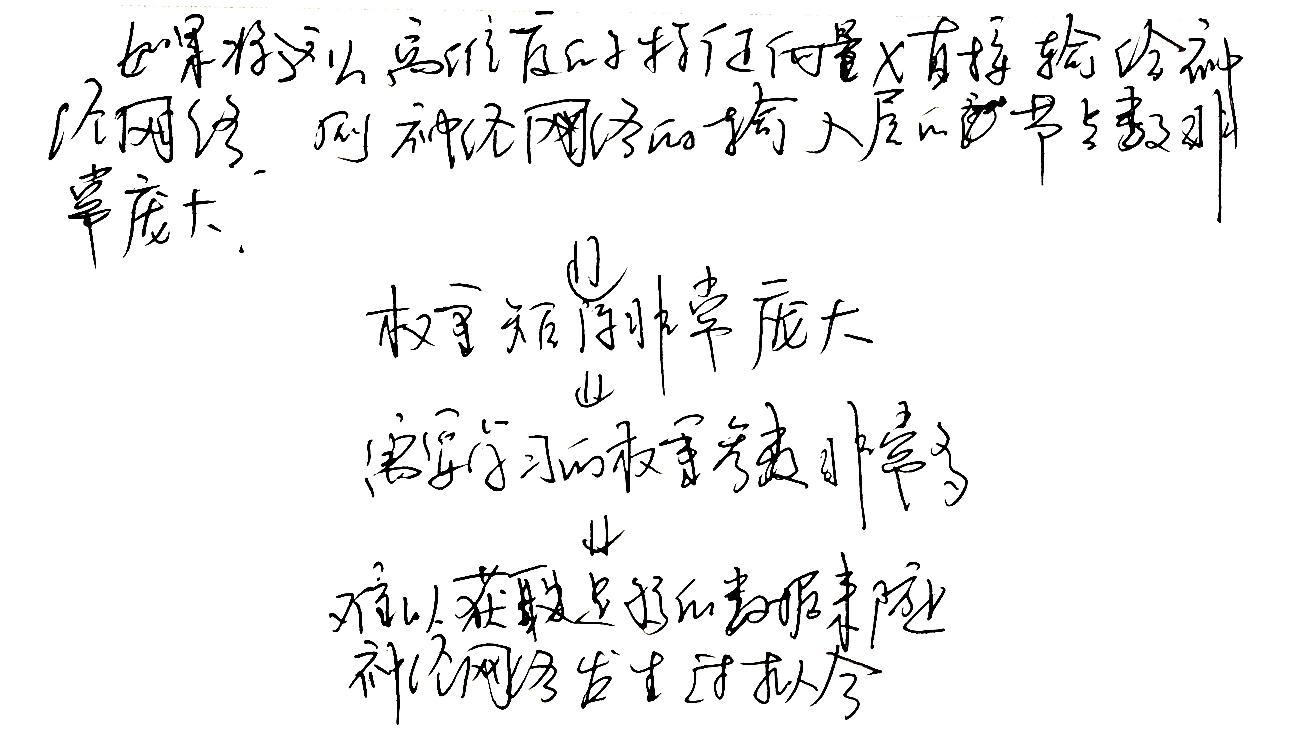 如果将这么高维度的特征向量X直接输给神
经网络,则神经网络的输入层的节点数非
常庞大.
权重矩阵非常庞大
需要学习的权重参数非常多
难以获取足够的数据来防止
神经网络发生过拟合